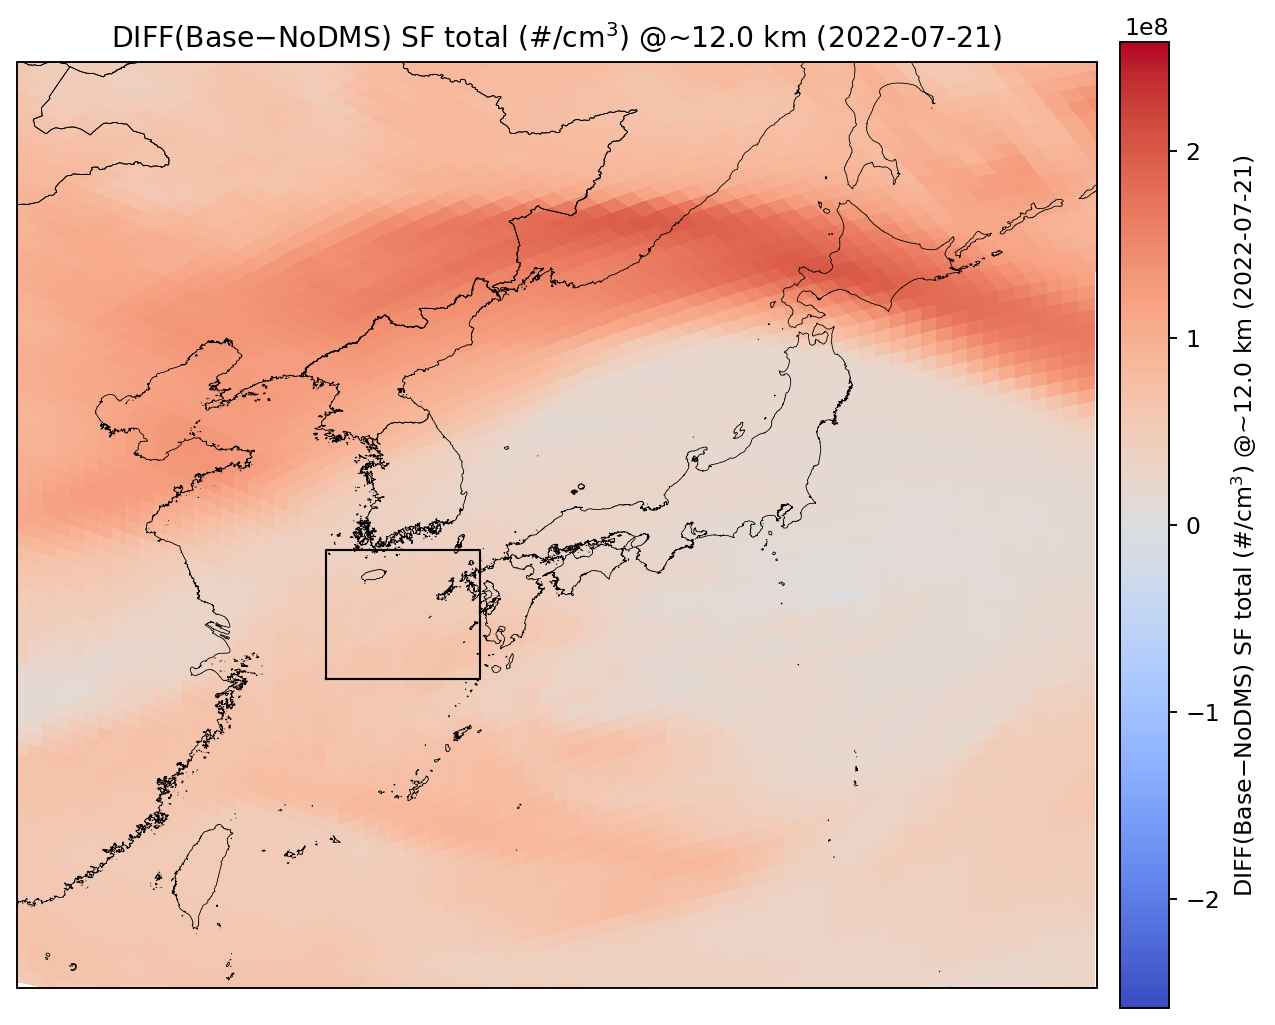 DIFF(Base−NoDMS) SF total (#/cm³) @~12.0 km (2022-07-21)
1e8
2
1
0
−1
−2
DIFF(Base−NoDMS) SF total (#/cm³) @~12.0 km (2022-07-21)